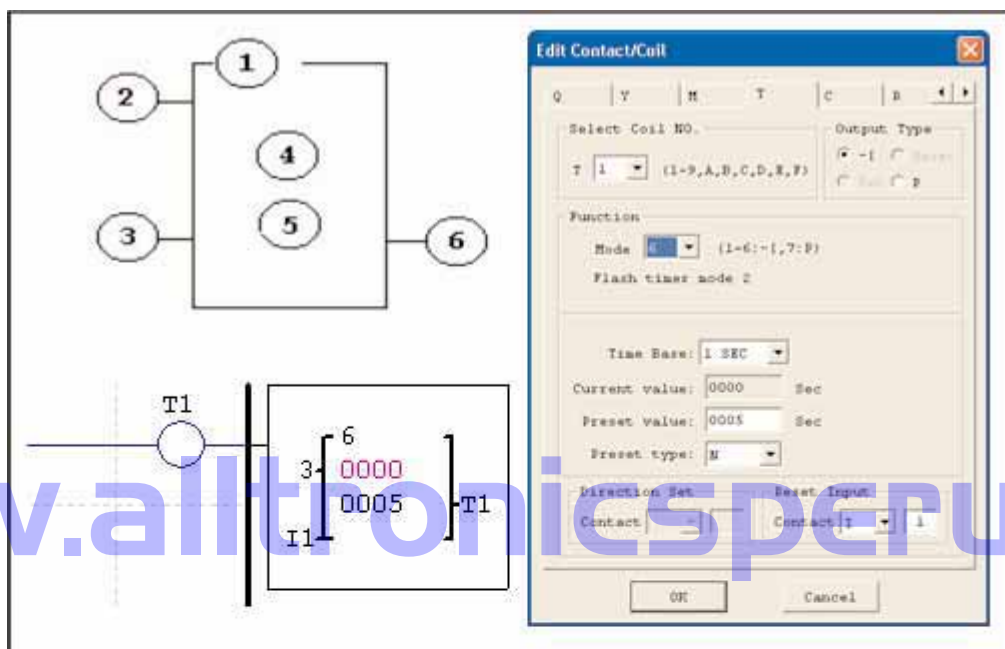 1
2
3
4
5
6
T1
6
3
0000
0005
I1
T1
Edit Contact/Coil
Q Y M T C R
Select Coil NO.
T 1 (1-9,A,B,C,D,E,F)
Output Type
-[
P
Function
Mode 6 (1-6:-[,7:P)
Flash timer mode 2
Time Base: 1 SEC
Current value: 0000 Sec
Preset value: 0005 Sec
Preset type: N
Direction Set
Contact
Reset Input
Contact I 1
OK
Cancel
w.alltronicsperu